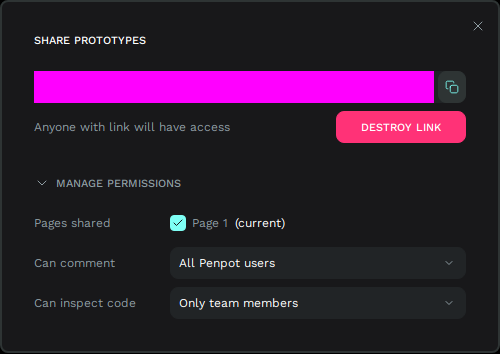 SHARE PROTOTYPES
Anyone with link will have access
DESTROY LINK
MANAGE PERMISSIONS
Pages shared
Page 1 (current)
Can comment
All Penpot users
Can inspect code
Only team members